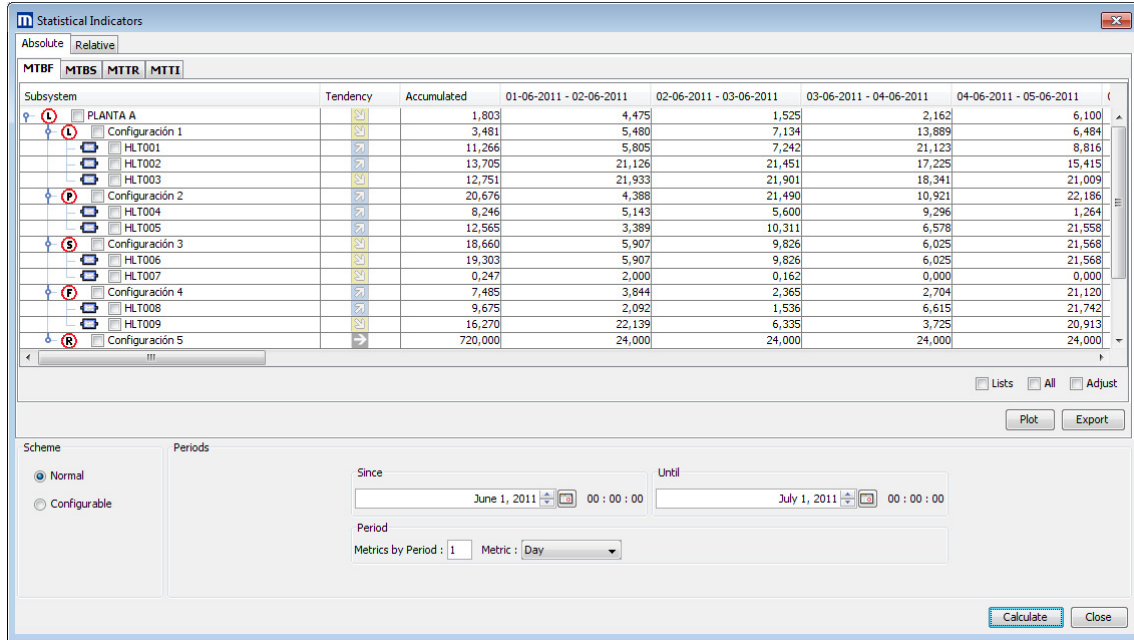 m Statistical Indicators
Absolute Relative
MTBF MTBS MTTR MTTI
Subsystem Tendency Accumulated 01-06-2011 - 02-06-2011 02-06-2011 - 03-06-2011 03-06-2011 - 04-06-2011 04-06-2011 - 05-06-2011
L PLANTA A 1,803 4,475 1,525 2,162 6,100
L Configuración 1 3,481 5,480 7,134 13,889 6,484
HLT001 11,266 5,805 7,242 21,123 8,816
HLT002 13,705 21,126 21,451 17,225 15,415
HLT003 12,751 21,933 21,901 18,341 21,009
P Configuración 2 20,676 4,388 21,490 10,921 22,186
HLT004 8,246 5,143 5,600 9,296 1,264
HLT005 12,565 3,389 10,311 6,578 21,558
S Configuración 3 18,660 5,907 9,826 6,025 21,568
HLT006 19,303 5,907 9,826 6,025 21,568
HLT007 0,247 2,000 0,162 0,000 0,000
F Configuración 4 7,485 3,844 2,365 2,704 21,120
HLT008 9,675 2,092 1,536 6,615 21,742
HLT009 16,270 22,139 6,335 3,725 20,913
R Configuración 5 720,000 24,000 24,000 24,000 24,000
Lists All Adjust
Plot Export
Scheme Periods
Normal
Configurable
Since Until
June 1, 2011 00 : 00 : 00 July 1, 2011 00 : 00 : 00
Period
Metrics by Period : 1 Metric : Day
Calculate Close